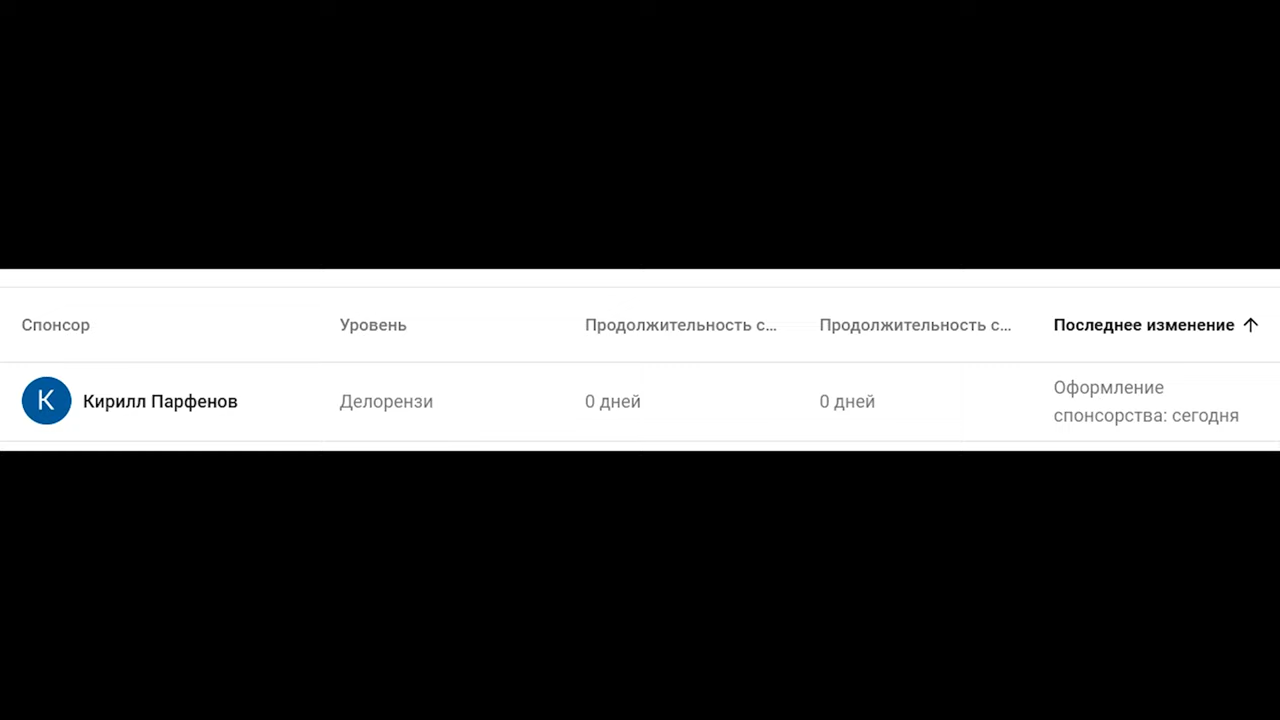 Спонсор Уровень Продолжительность с... Продолжительность с... Последнее изменение
К Кирилл Парфенов Делорензи 0 дней 0 дней Оформление
спонсорства: сегодня